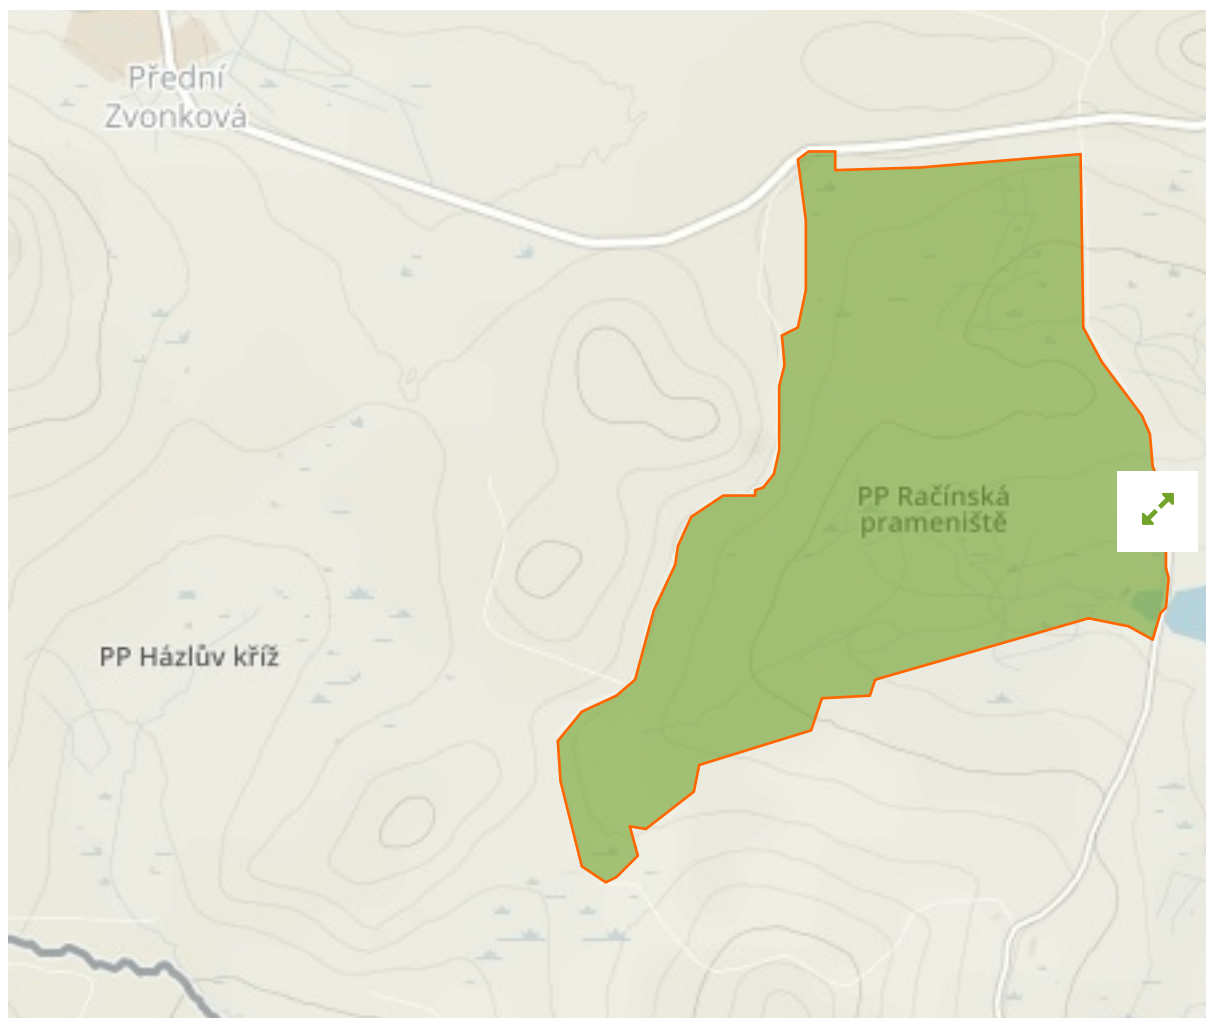 Přední
Zvonková
PP Račínská
prameniště
PP Házlův kříž